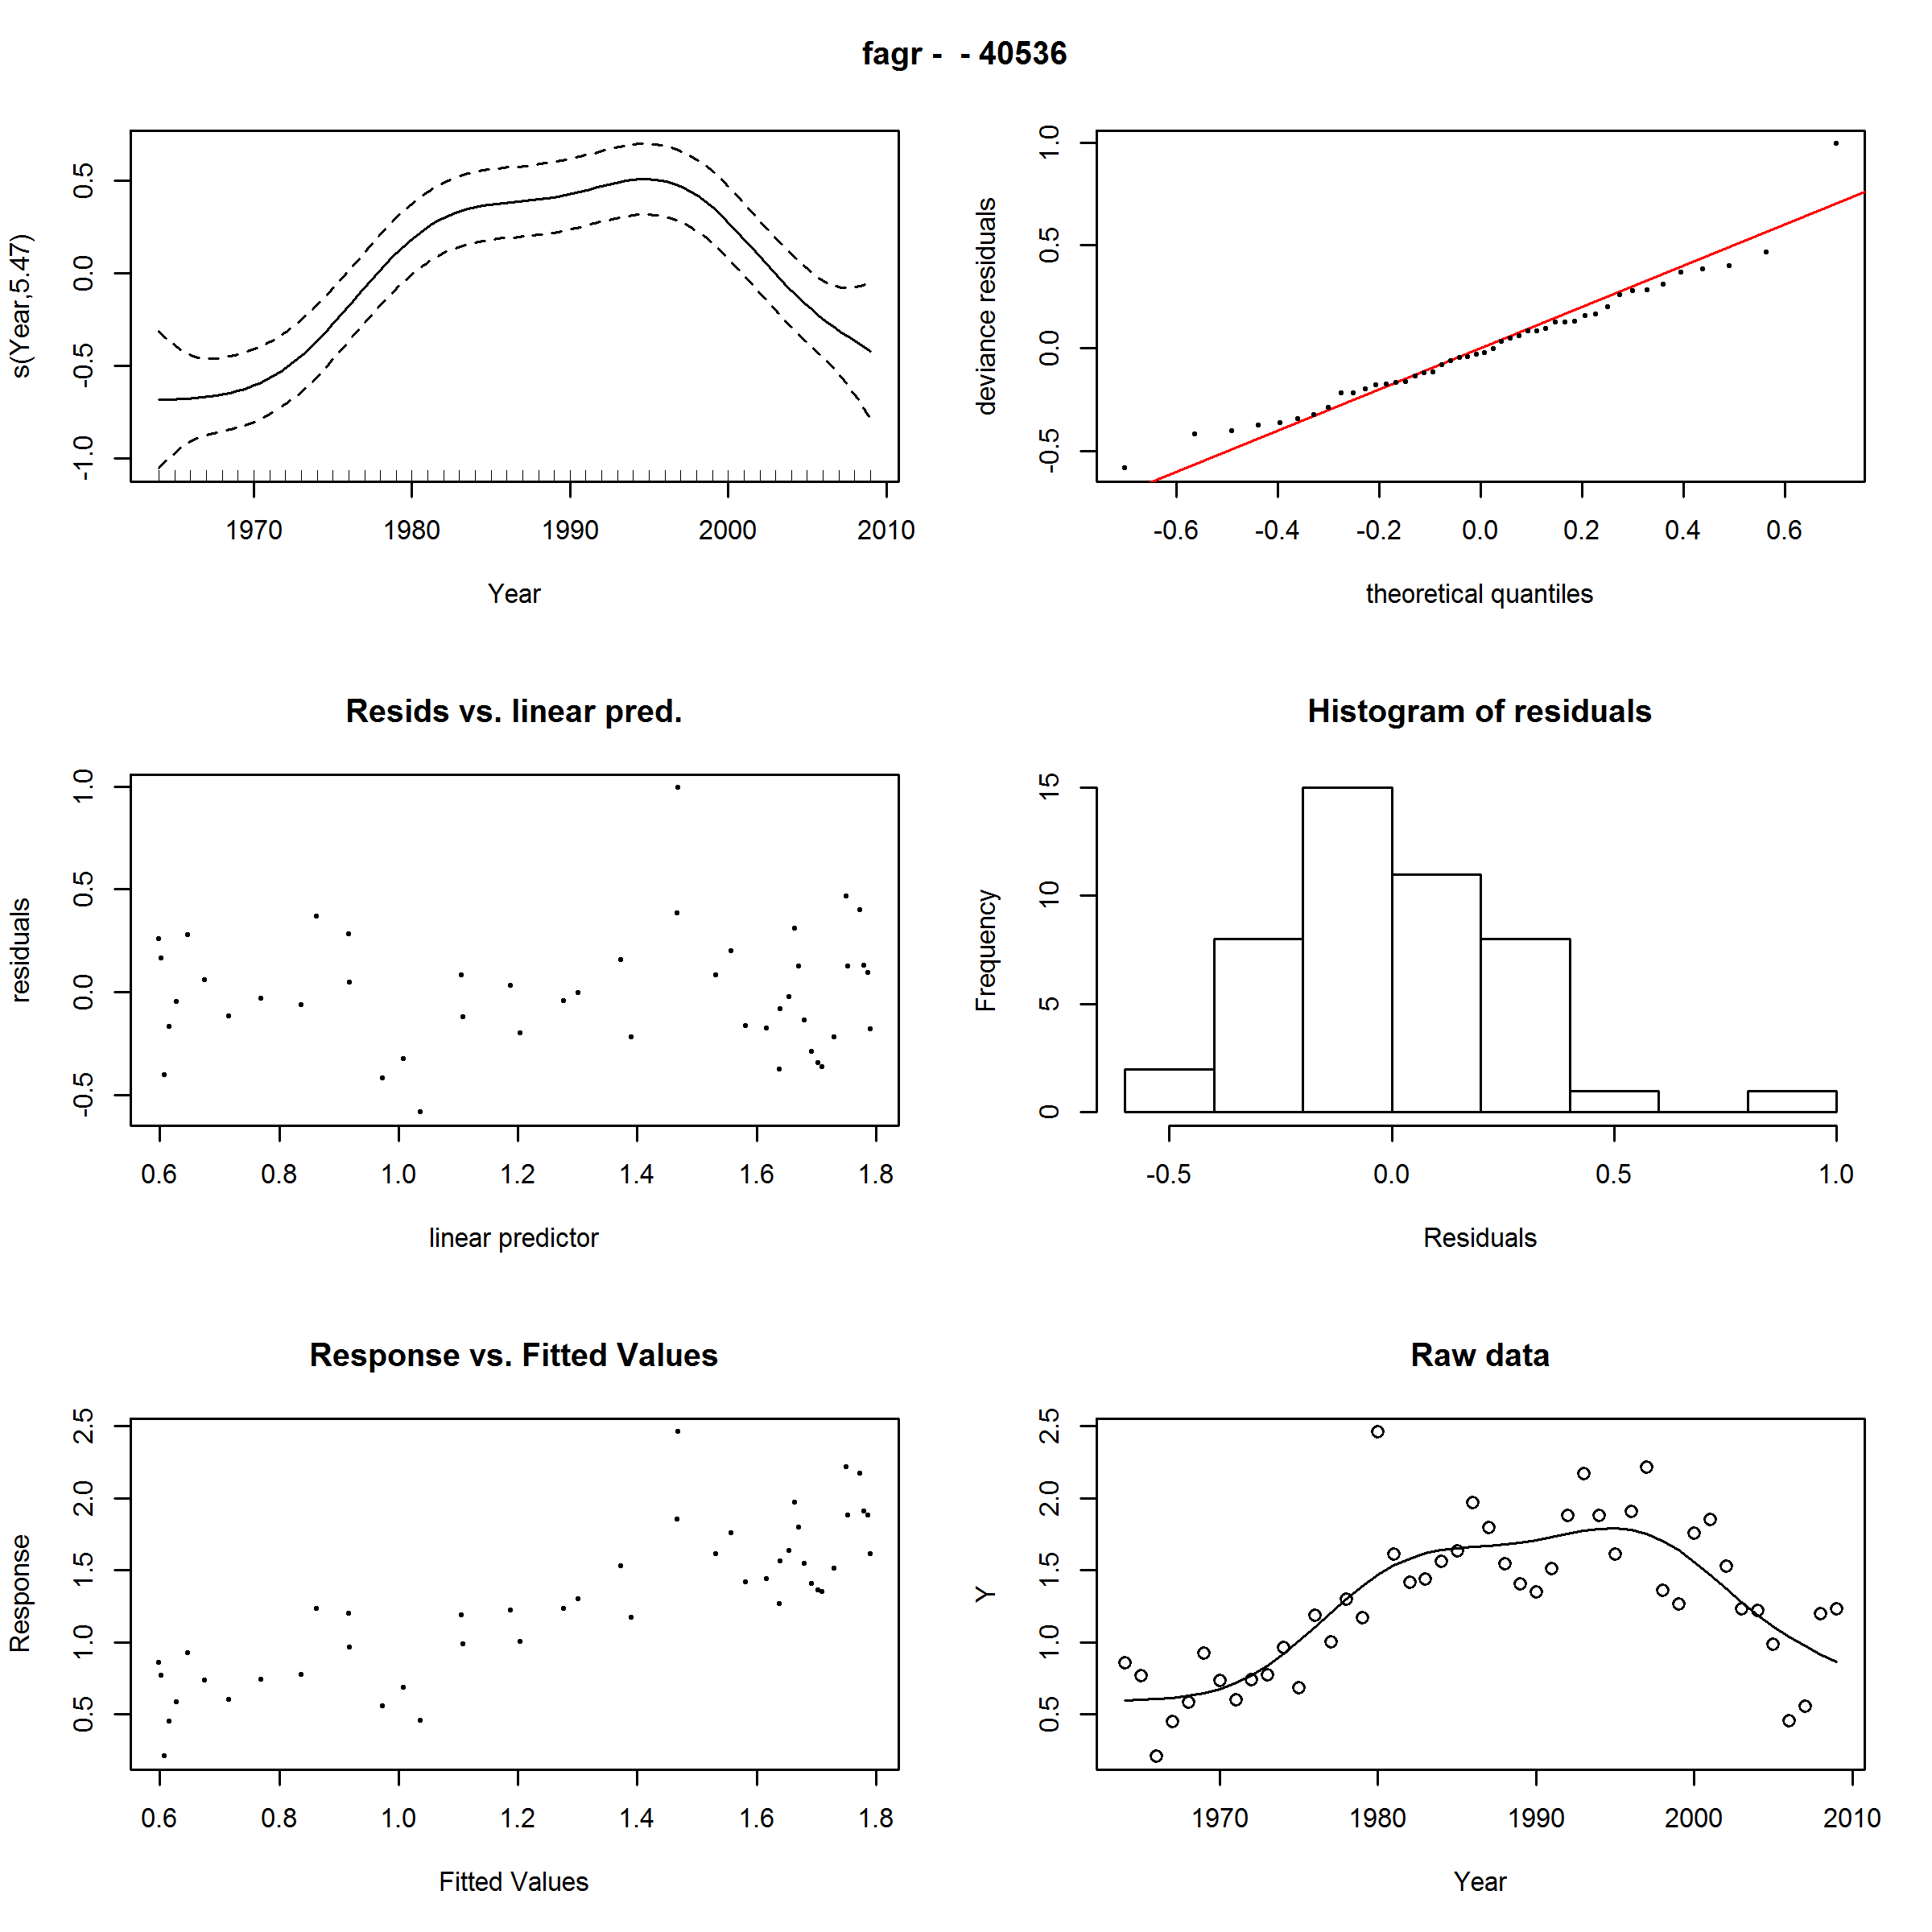 fagr -  - 40536
s(Year,5.47)
-1.0 -0.5 0.0 0.5
1970 1980 1990 2000 2010
Year
deviance residuals
-0.5 0.0 0.5 1.0
-0.6 -0.4 -0.2 0.0 0.2 0.4 0.6
theoretical quantiles
Resids vs. linear pred.
residuals
-0.5 0.0 0.5 1.0
0.6 0.8 1.0 1.2 1.4 1.6 1.8
linear predictor
Histogram of residuals
Frequency
0 5 10 15
-0.5 0.0 0.5 1.0
Residuals
Response vs. Fitted Values
Response
0.5 1.0 1.5 2.0 2.5
0.6 0.8 1.0 1.2 1.4 1.6 1.8
Fitted Values
Raw data
Y
0.5 1.0 1.5 2.0 2.5
1970 1980 1990 2000 2010
Year